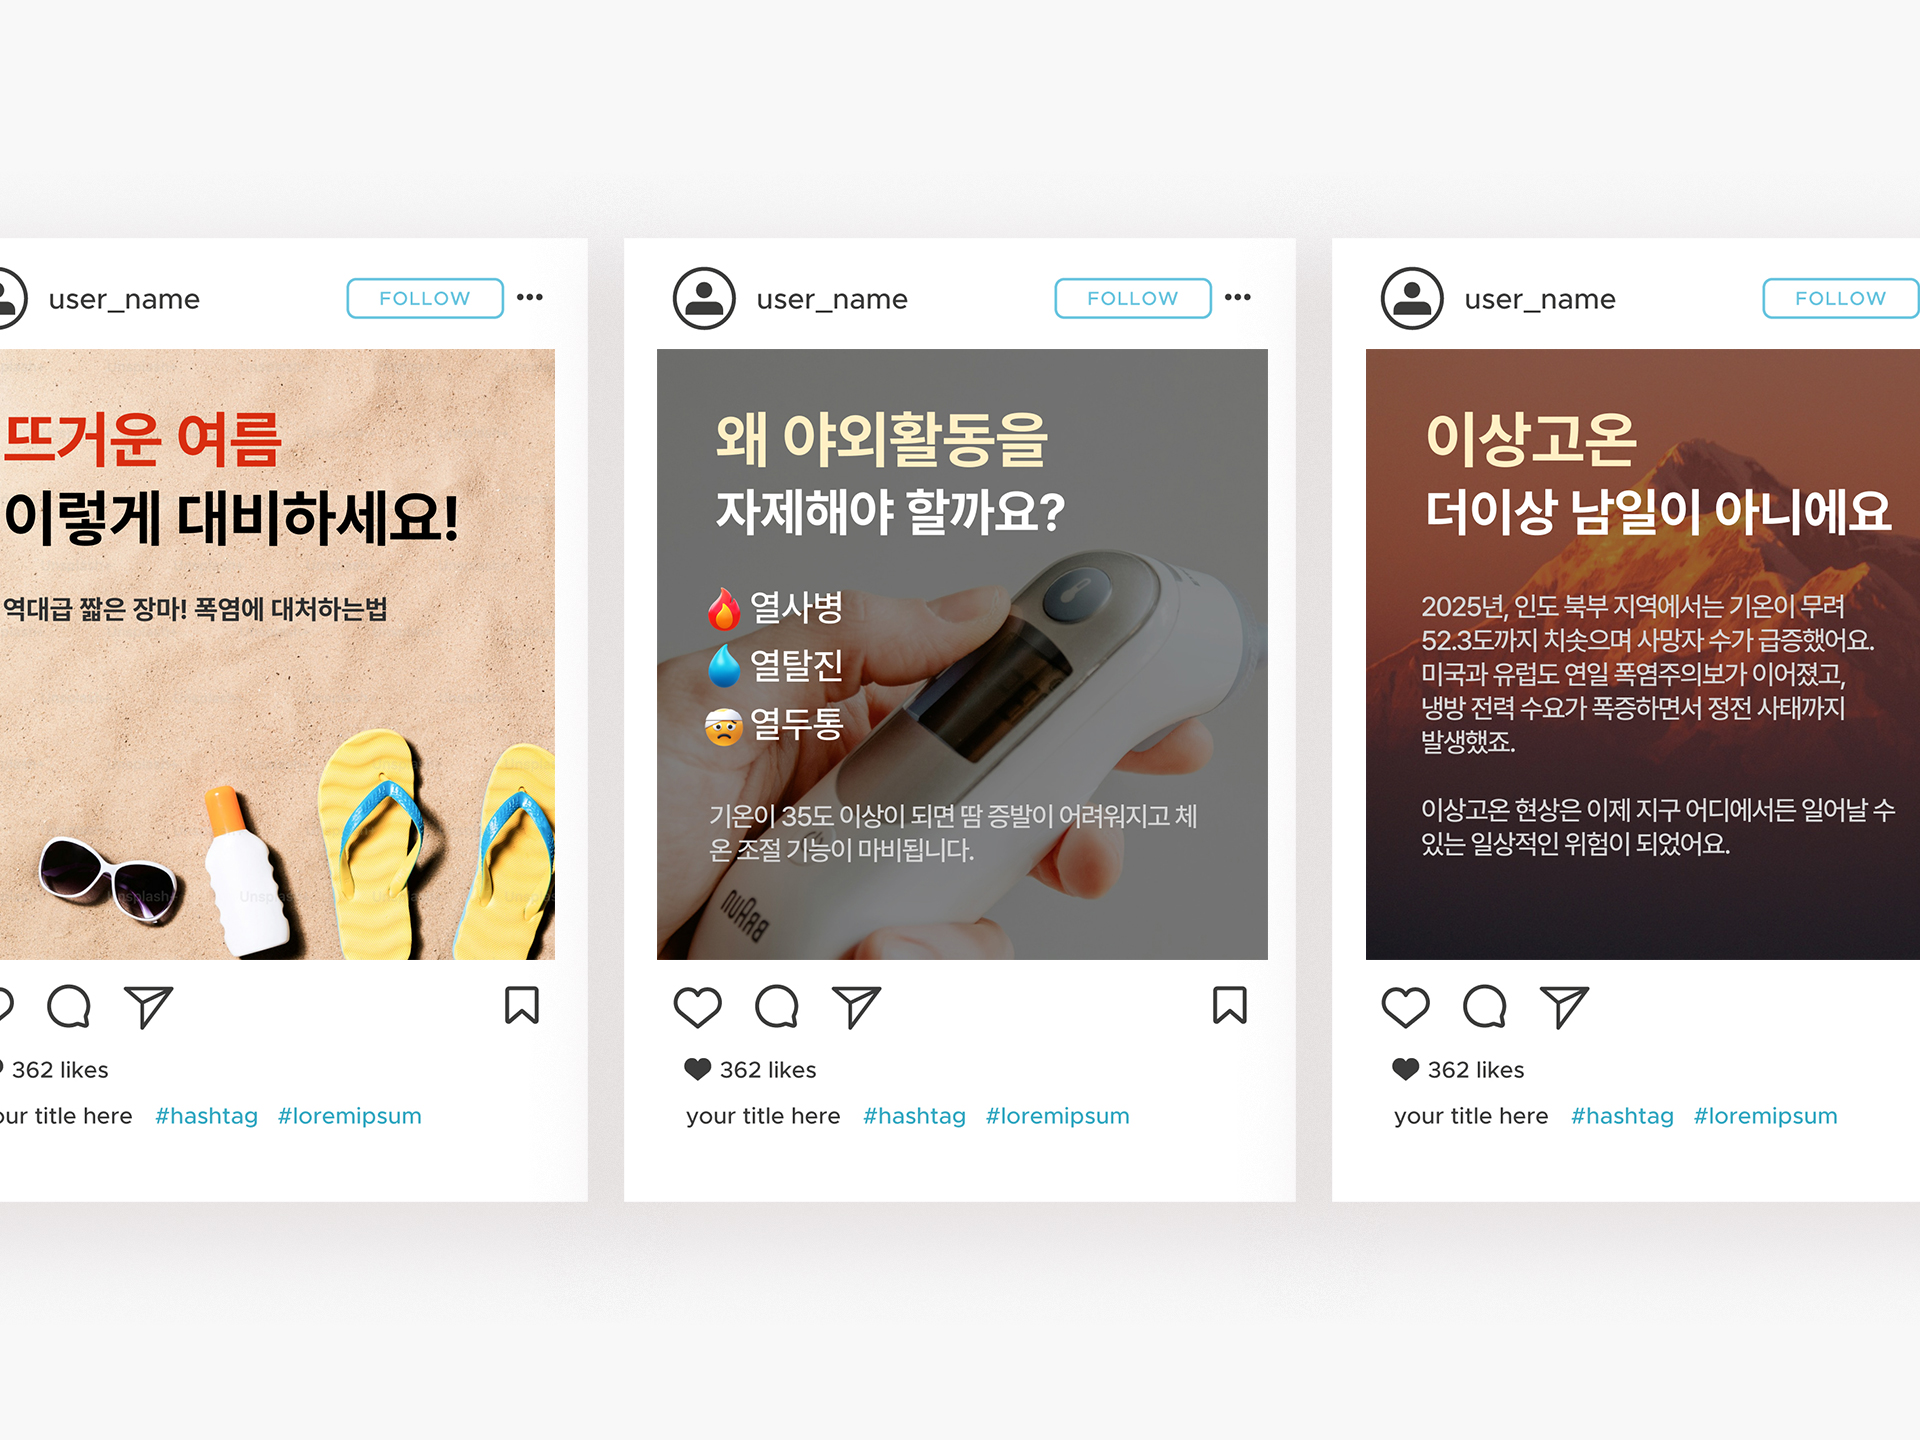 user_name
FOLLOW
뜨거운 여름
이렇게 대비하세요!
역대급 짧은 장마! 폭염에 대처하는법
362 likes
title here #hashtag #loremipsum
user_name
FOLLOW
왜 야외활동을
자제해야 할까요?
열사병
열탈진
열두통
기온이 35도 이상이 되면 땀 증발이 어려워지고 체
온 조절 기능이 마비됩니다.
BRAUN
362 likes
your title here #hashtag #loremipsum
user_name
FOLLOW
이상고온
더이상 남일이 아니에요
2025년, 인도 북부 지역에서는 기온이 무려
52.3도까지 치솟으며 사망자 수가 급증했어요.
미국과 유럽도 연일 폭염주의보가 이어졌고,
냉방 전력 수요가 폭증하면서 정전 사태까지
발생했죠.
이상고온 현상은 이제 지구 어디에서든 일어날 수
있는 일상적인 위험이 되었어요.
362 likes
your title here #hashtag #loremipsum